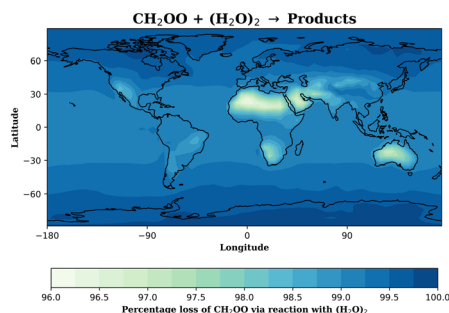 CH₂OO + (H₂O)₂ → Products
Latitude
60
30
0
−30
−60
−180
−90
0
90
Longitude
96.0 96.5 97.0 97.5 98.0 98.5 99.0 99.5 100.0
Percentage loss of CH₂OO via reaction with (H₂O)₂